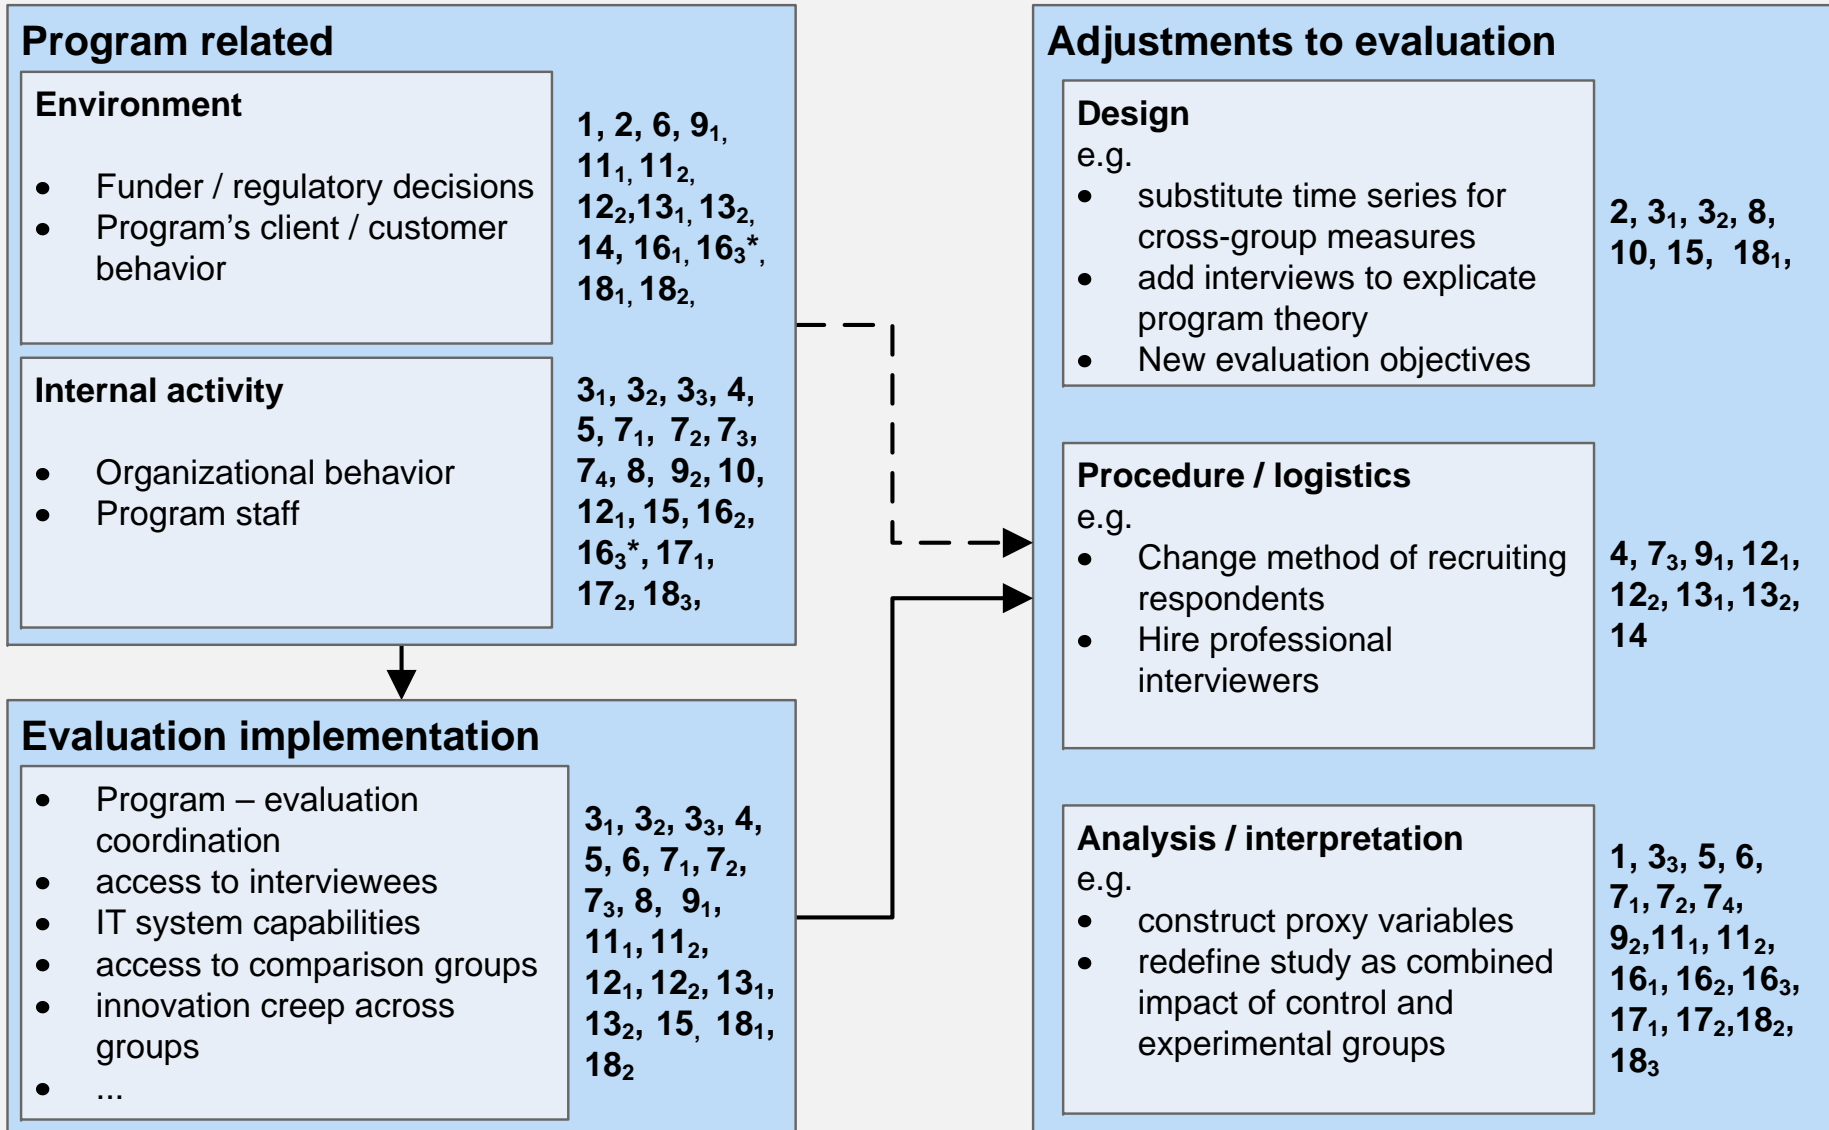 Program related
Environment
• Funder / regulatory decisions
• Program’s client / customer
behavior
1, 2, 6, 9₁,
11₁, 11₂,
12₂,13₁, 13₂,
14, 16₁, 16₃*,
18₁, 18₂,
Internal activity
• Organizational behavior
• Program staff
3₁, 3₂, 3₃, 4,
5, 7₁, 7₂, 7₃,
7₄, 8, 9₂, 10,
12₁, 15, 16₂,
16₃*, 17₁,
17₂, 18₃,
Evaluation implementation
• Program – evaluation
coordination
• access to interviewees
• IT system capabilities
• access to comparison groups
• innovation creep across
groups
• ...
3₁, 3₂, 3₃, 4,
5, 6, 7₁, 7₂,
7₃, 8, 9₁,
11₁, 11₂,
12₁, 12₂, 13₁,
13₂, 15, 18₁,
18₂
Adjustments to evaluation
Design
e.g.
• substitute time series for
cross-group measures
• add interviews to explicate
program theory
• New evaluation objectives
2, 3₁, 3₂, 8,
10, 15, 18₁,
Procedure / logistics
e.g.
• Change method of recruiting
respondents
• Hire professional
interviewers
4, 7₃, 9₁, 12₁,
12₂, 13₁, 13₂,
14
Analysis / interpretation
e.g.
• construct proxy variables
• redefine study as combined
impact of control and
experimental groups
1, 3₃, 5, 6,
7₁, 7₂, 7₄,
9₂,11₁, 11₂,
16₁, 16₂, 16₃,
17₁, 17₂,18₂,
18₃